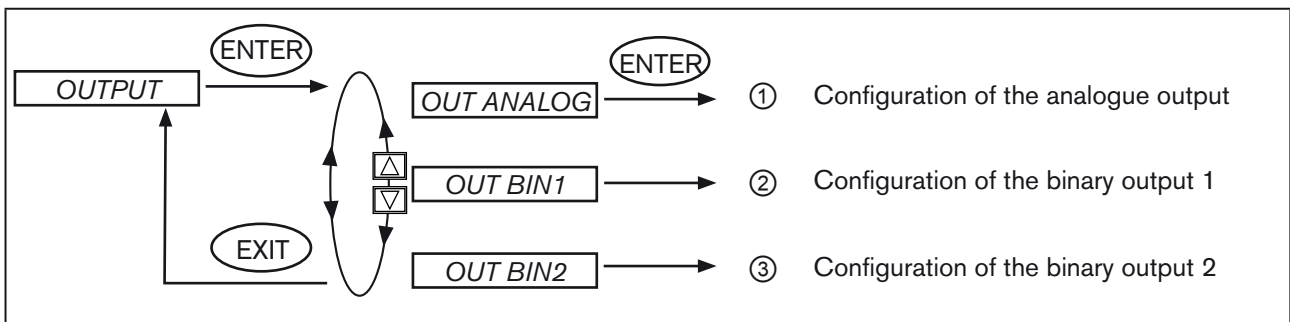 ENTER
OUTPUT
ENTER
OUT ANALOG
① Configuration of the analogue output
OUT BIN1
② Configuration of the binary output 1
EXIT
OUT BIN2
③ Configuration of the binary output 2